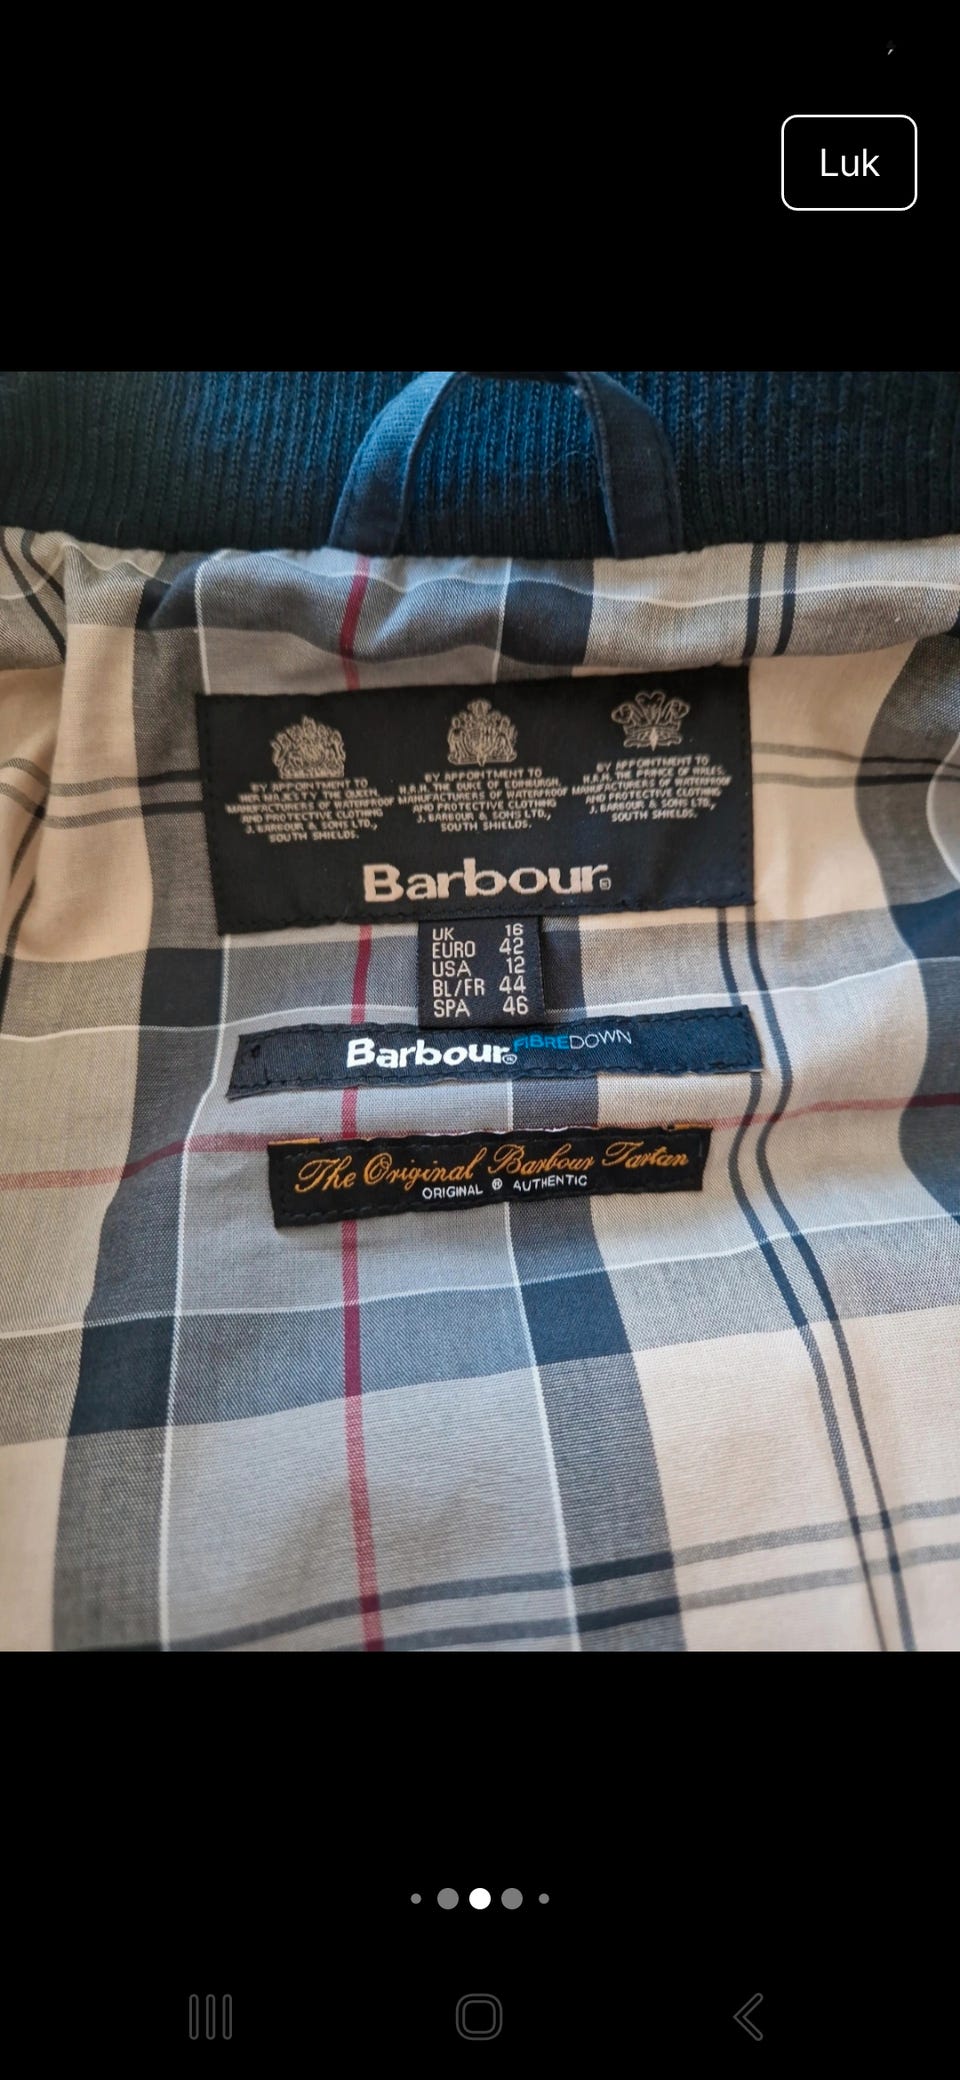 Luk
BY APPOINTMENT TO
HER MAJESTY THE QUEEN
MANUFACTURERS OF WATERPROOF
AND PROTECTIVE CLOTHING
J. BARBOUR & SONS LTD.,
SOUTH SHIELDS.
BY APPOINTMENT TO
H.R.H. THE DUKE OF EDINBURGH
MANUFACTURERS OF WATERPROOF
AND PROTECTIVE CLOTHING
J. BARBOUR & SONS LTD.,
SOUTH SHIELDS.
BY APPOINTMENT TO
H.R.H. THE PRINCE OF WALES
MANUFACTURERS OF WATERPROOF
AND PROTECTIVE CLOTHING
J. BARBOUR & SONS LTD.,
SOUTH SHIELDS.
Barbour®
UK 16
EURO 42
USA 12
BL/FR 44
SPA 46
Barbour® FIBREDOWN
The Original Barbour Tartan
ORIGINAL ® AUTHENTIC